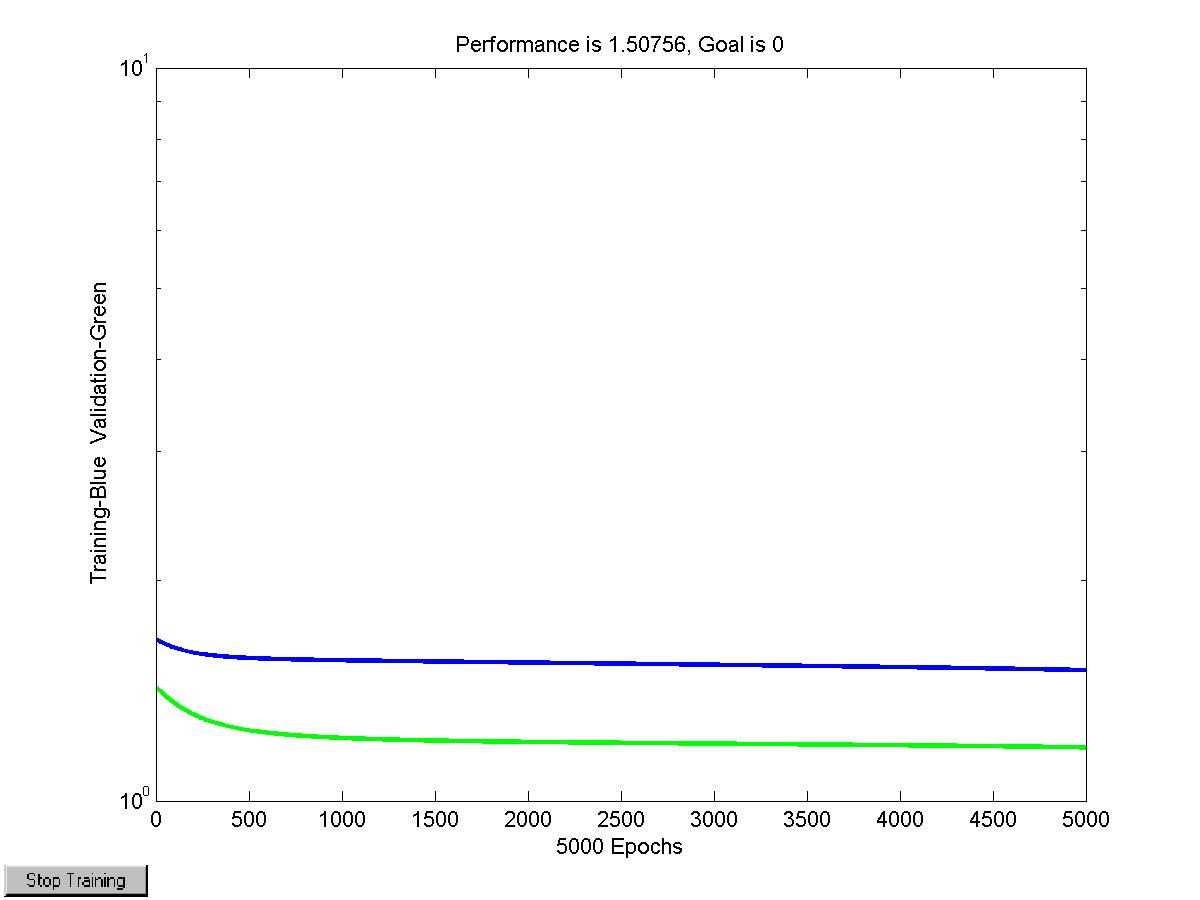 Performance is 1.50756, Goal is 0
10^1
10^0
Training-Blue Validation-Green
0 500 1000 1500 2000 2500 3000 3500 4000 4500 5000
5000 Epochs
Stop Training